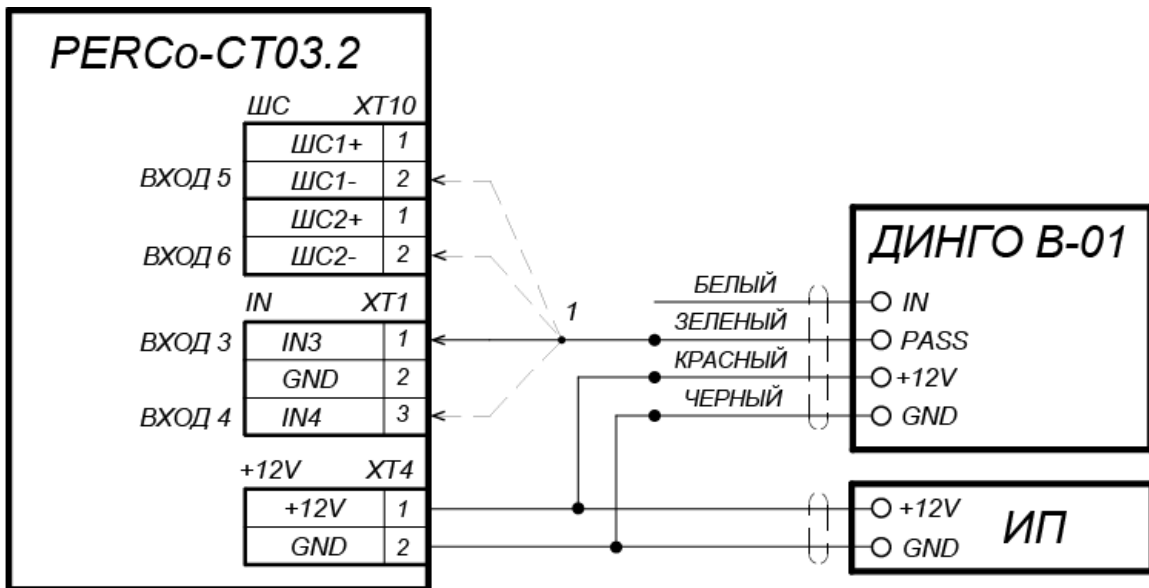 PERCo-CT03.2
ШС XT10
ШС1+ 1
ВХОД 5 ШС1- 2
ШС2+ 1
ВХОД 6 ШС2- 2
IN XT1
ВХОД 3 IN3 1
GND 2
ВХОД 4 IN4 3
+12V XT4
+12V 1
GND 2
1
БЕЛЫЙ
ЗЕЛЕНЫЙ
КРАСНЫЙ
ЧЕРНЫЙ
ДИНГО В-01
IN
PASS
+12V
GND
+12V
ИП
GND